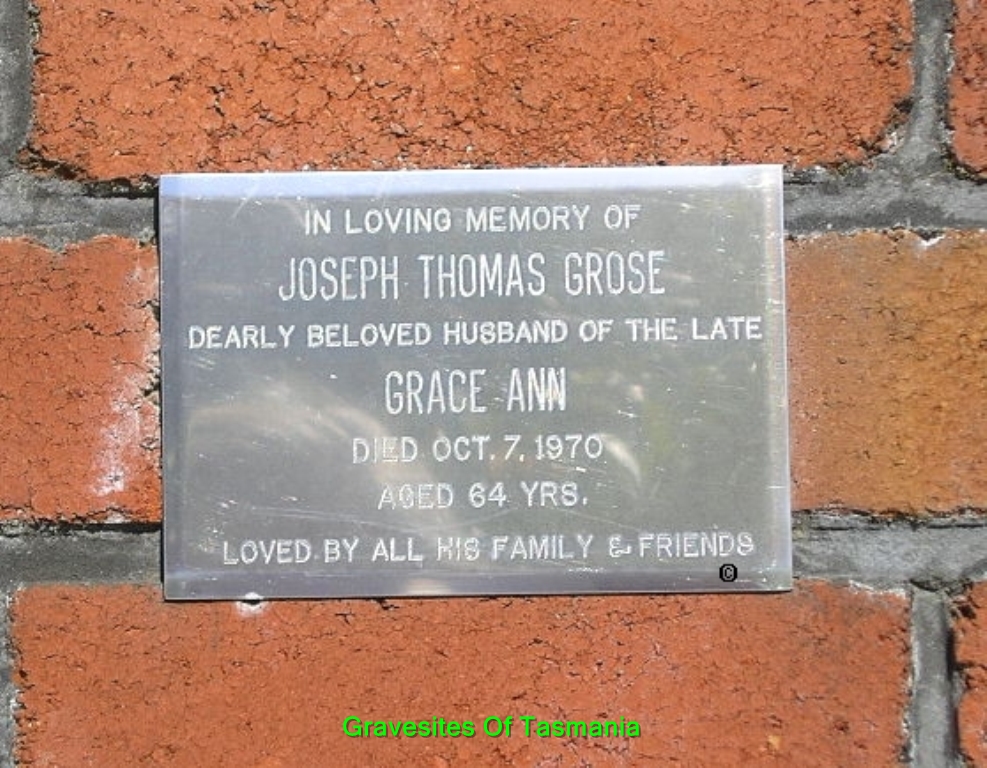 IN LOVING MEMORY OF
JOSEPH THOMAS GROSE
DEARLY BELOVED HUSBAND OF THE LATE
GRACE ANN
DIED OCT. 7, 1970
AGED 64 YRS.
LOVED BY ALL HIS FAMILY & FRIENDS
©
Gravesites Of Tasmania